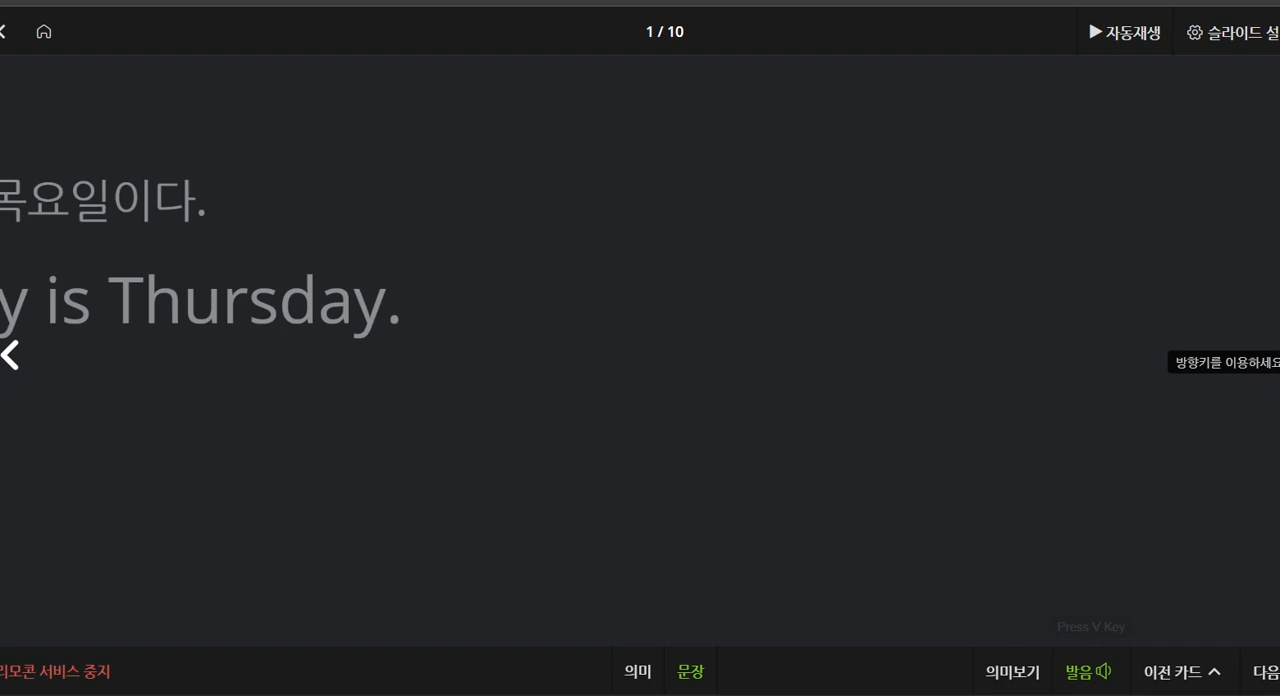 1 / 10
자동재생
슬라이드 설
목요일이다.
y is Thursday.
방향키를 이용하세요
Press V Key
리모콘 서비스 중지
의미
문장
의미보기
발음
이전 카드
다음